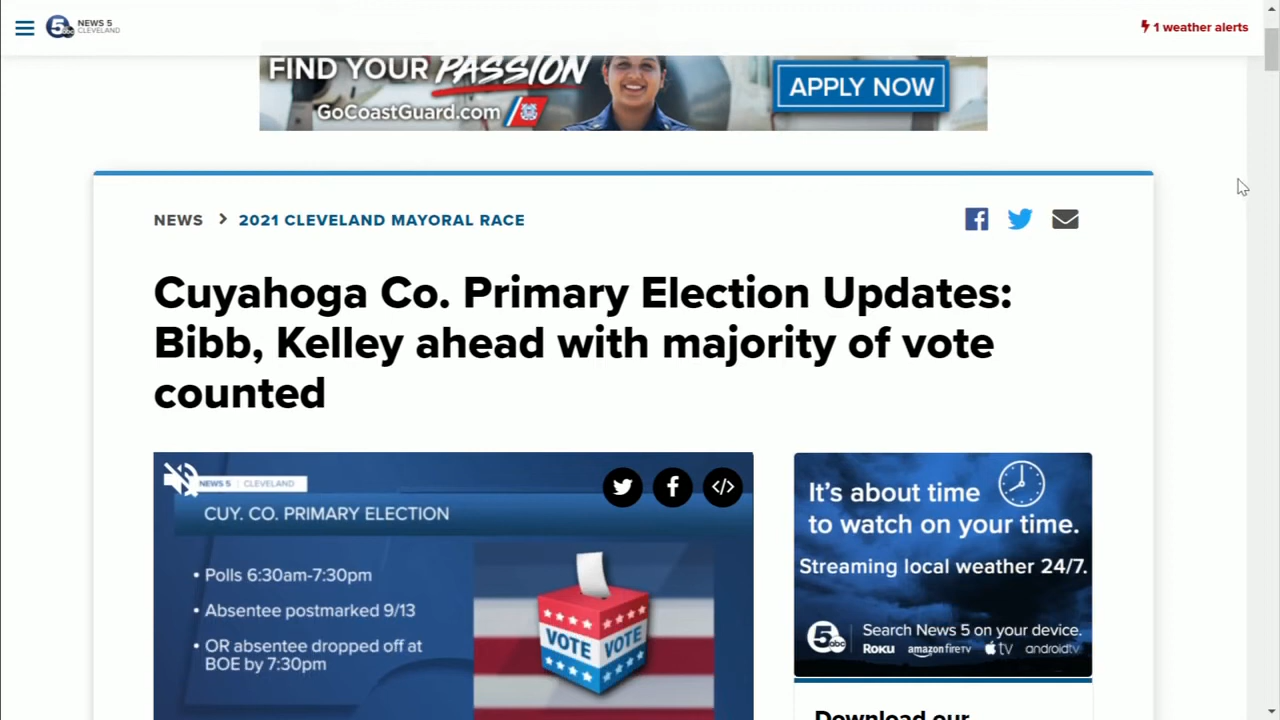 NEWS 5
CLEVELAND
1 weather alerts
FIND YOUR PASSION
GoCoastGuard.com
APPLY NOW
NEWS > 2021 CLEVELAND MAYORAL RACE
Cuyahoga Co. Primary Election Updates:
Bibb, Kelley ahead with majority of vote
counted
NEWS 5 CLEVELAND
CUY. CO. PRIMARY ELECTION
• Polls 6:30am-7:30pm
• Absentee postmarked 9/13
• OR absentee dropped off at
BOE by 7:30pm
VOTE VOTE
It's about time
to watch on your time.
Streaming local weather 24/7.
5 abc
Search News 5 on your device.
Roku amazon fireTV tv androidtv
Download our